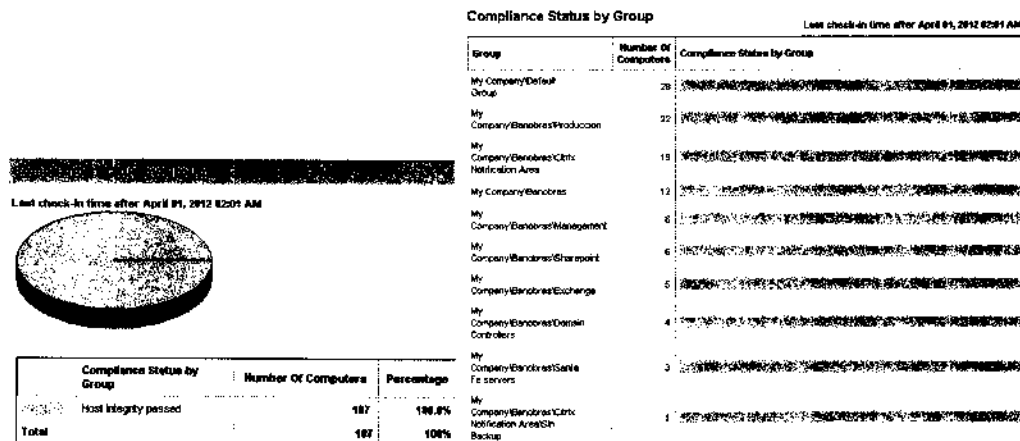 Last check-in time after April 01, 2012 02:01 AM
Compliance Status by Group
Number Of Computers
Percentage
Host Integrity passed
107
100.0%
Total
107
100%
Compliance Status by Group
Last check-in time after April 01, 2012 02:01 AM
Group
Number Of
Computers
Compliance Status by Group
My Company\Default
Group
28
My
Company\Banobras\Produccion
22
My
Company\Banobras\Citrix
Notification Area
19
My Company\Banobras
12
My
Company\Banobras\Management
My
Company\Banobras\Sharepoint
6
My
Company\Banobras\Exchange
5
My
Company\Banobras\Domain
Controllers
4
My
Company\Banobras\Santa
Fe servers
3
My
Company\Banobras\Citrix
Notification Area\Sin
Backup
1